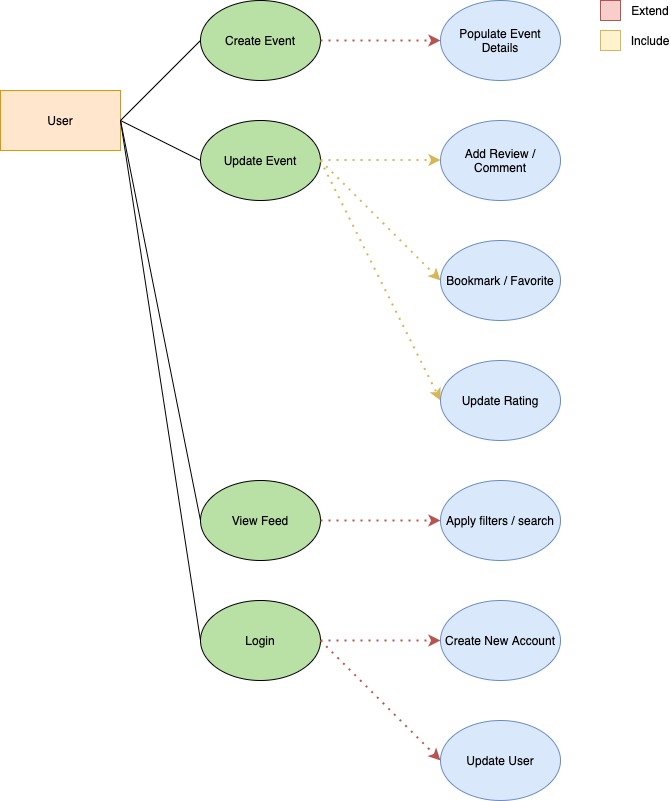 Create Event
Populate Event
Details
Extend
Include
User
Update Event
Add Review /
Comment
Bookmark / Favorite
Update Rating
View Feed
Apply filters / search
Login
Create New Account
Update User